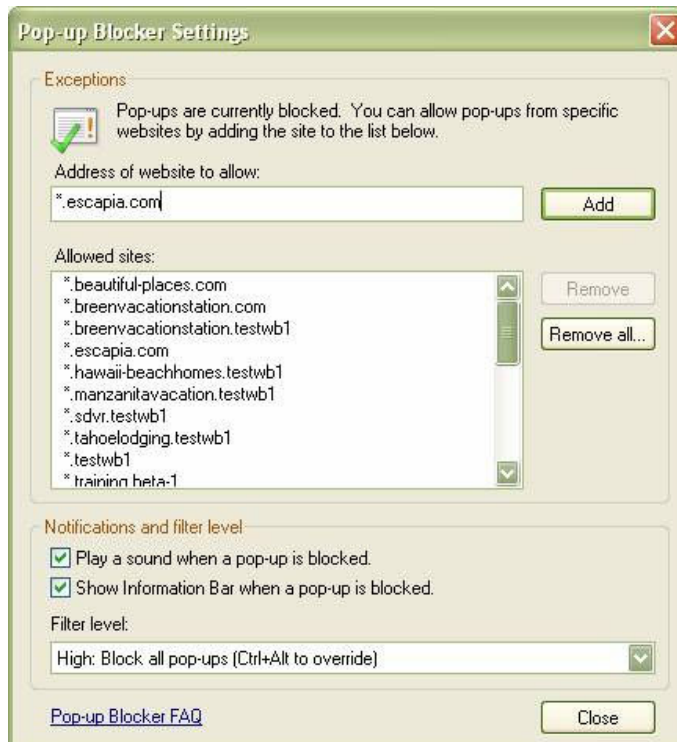 Pop-up Blocker Settings
Exceptions
Pop-ups are currently blocked. You can allow pop-ups from specific
websites by adding the site to the list below.
Address of website to allow:
*.escapia.com
Add
Allowed sites:
*.beautiful-places.com
*.breenvacationstation.com
*.breenvacationstation.testwb1
*.escapia.com
*.hawaii-beachhomes.testwb1
*.manzanitavacation.testwb1
*.sdvr.testwb1
*.tahoelodging.testwb1
*.testwb1
*.training.beta-1
Remove
Remove all...
Notifications and filter level
Play a sound when a pop-up is blocked.
Show Information Bar when a pop-up is blocked.
Filter level:
High: Block all pop-ups (Ctrl+Alt to override)
Pop-up Blocker FAQ
Close